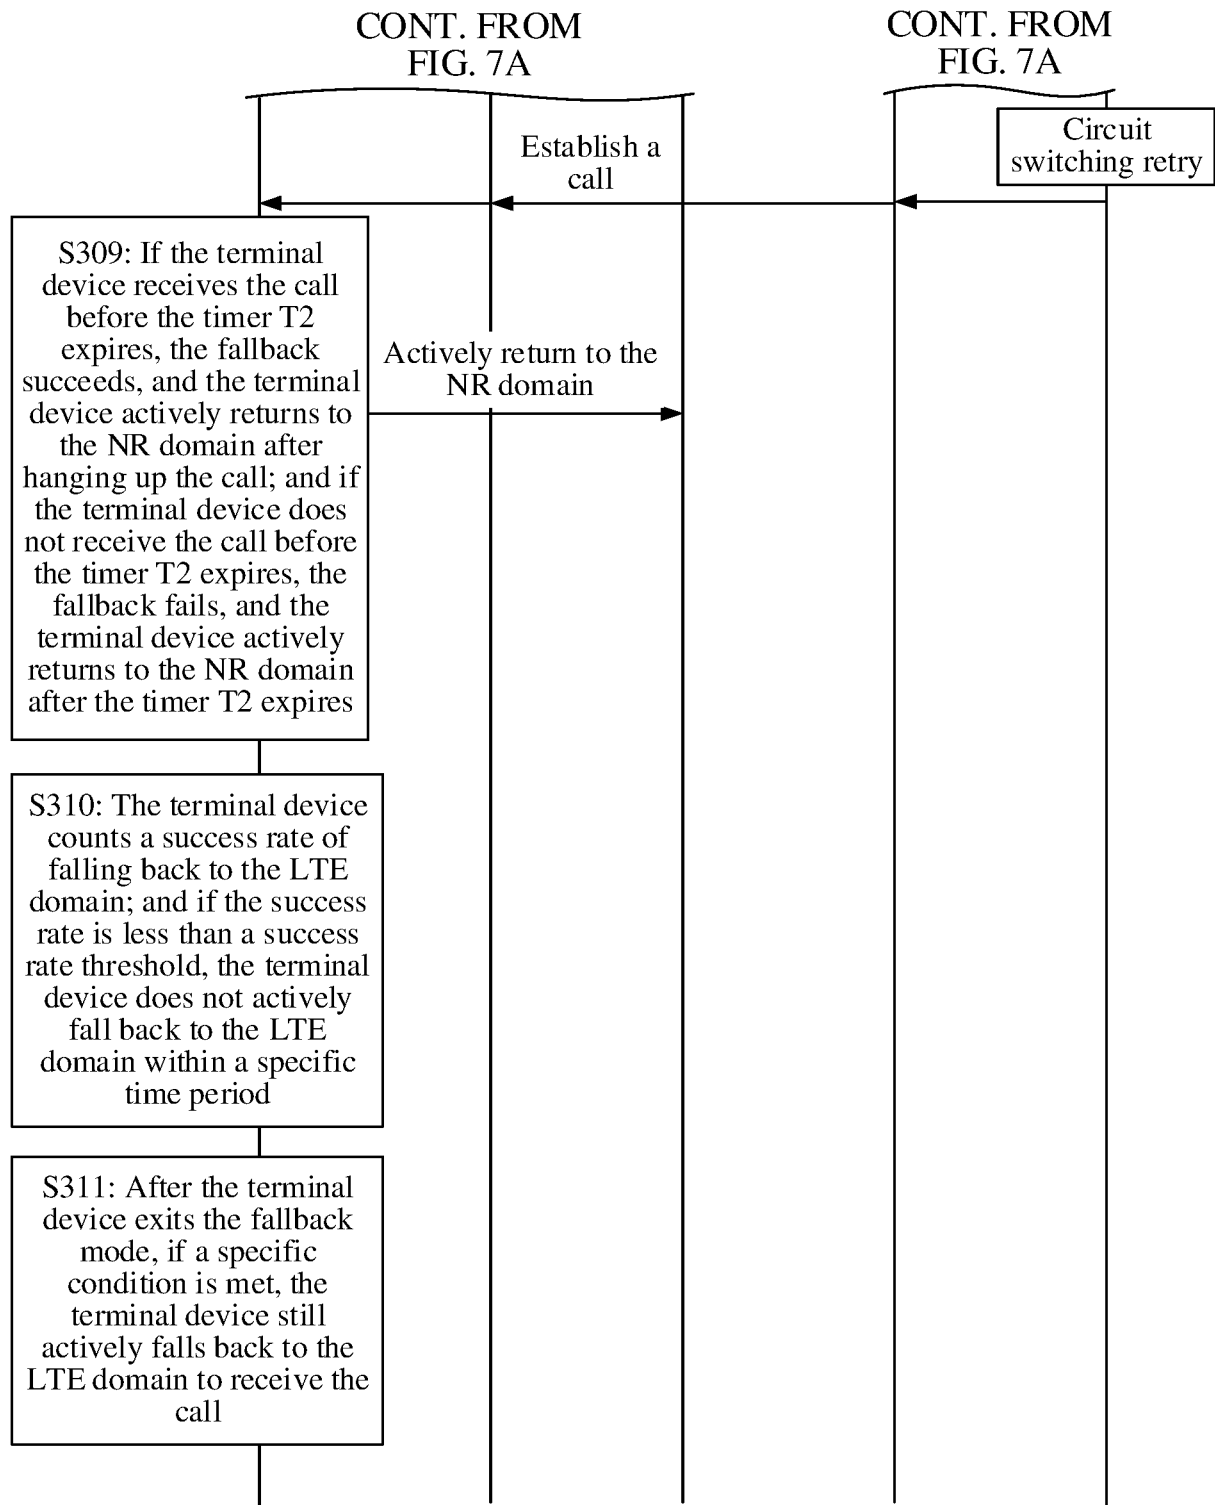 CONT. FROM
FIG. 7A
CONT. FROM
FIG. 7A
Circuit
switching retry
Establish a
call
S309: If the terminal
device receives the call
before the timer T2
expires, the fallback
succeeds, and the terminal
device actively returns to
the NR domain after
hanging up the call; and if
the terminal device does
not receive the call before
the timer T2 expires, the
fallback fails, and the
terminal device actively
returns to the NR domain
after the timer T2 expires
Actively return to the
NR domain
S310: The terminal device
counts a success rate of
falling back to the LTE
domain; and if the success
rate is less than a success
rate threshold, the terminal
device does not actively
fall back to the LTE
domain within a specific
time period
S311: After the terminal
device exits the fallback
mode, if a specific
condition is met, the
terminal device still
actively falls back to the
LTE domain to receive the
call